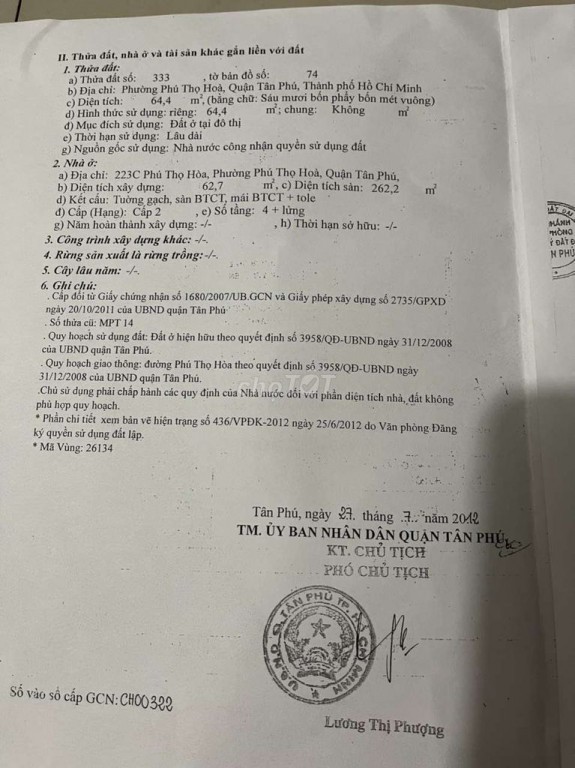 II. Thửa đất, nhà ở và tài sản khác gắn liền với đất
1. Thửa đất:
a) Thửa đất số: 333 , tờ bản đồ số: 74
b) Địa chỉ: Phường Phú Thọ Hoà, Quận Tân Phú, Thành phố Hồ Chí Minh
c) Diện tích: 64,4 m², (bằng chữ: Sáu mươi bốn phẩy bốn mét vuông)
d) Hình thức sử dụng: riêng: 64,4 m²; chung: Không m²
đ) Mục đích sử dụng: Đất ở tại đô thị
e) Thời hạn sử dụng: Lâu dài
g) Nguồn gốc sử dụng: Nhà nước công nhận quyền sử dụng đất
2. Nhà ở:
a) Địa chỉ: 223C Phú Thọ Hòa, Phường Phú Thọ Hoà, Quận Tân Phú,
b) Diện tích xây dựng: 62,7 m², c) Diện tích sàn: 262,2 m²
d) Kết cấu: Tường gạch, sàn BTCT, mái BTCT + tole
đ) Cấp (Hạng): Cấp 2 , e) Số tầng: 4 + lửng
g) Năm hoàn thành xây dựng: -/- , h) Thời hạn sở hữu: -/-
3. Công trình xây dựng khác: -/-.
4. Rừng sản xuất là rừng trồng: -/-.
5. Cây lâu năm: -/-.
6. Ghi chú:
. Cấp đổi từ Giấy chứng nhận số 1680/2007/UB.GCN và Giấy phép xây dựng số 2735/GPXD
ngày 20/10/2011 của UBND quận Tân Phú
. Số thửa cũ: MPT 14
. Quy hoạch sử dụng đất: Đất ở hiện hữu theo quyết định số 3958/QĐ-UBND ngày 31/12/2008
của UBND quận Tân Phú.
. Quy hoạch giao thông: đường Phú Thọ Hòa theo quyết định số 3958/QĐ-UBND ngày
31/12/2008 của UBND quận Tân Phú.
.Chủ sử dụng phải chấp hành các quy định của Nhà nước đối với phần diện tích nhà, đất không
phù hợp quy hoạch.
* Phần chi tiết xem bản vẽ hiện trạng số 436/VPĐK-2012 ngày 25/6/2012 do Văn phòng Đăng
ký quyền sử dụng đất lập.
* Mã Vùng: 26134
chợTỐT
Tân Phú, ngày 27 tháng 7 năm 2012
TM. ỦY BAN NHÂN DÂN QUẬN TÂN PHÚ
KT. CHỦ TỊCH
PHÓ CHỦ TỊCH
U.B.N.D Q.TÂN PHÚ TP. HỒ CHÍ MINH
Số vào sổ cấp GCN: CH00322
Lương Thị Phượng